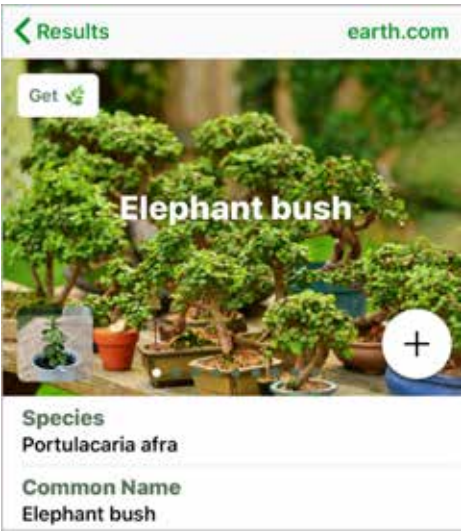 Results
earth.com
Get
Elephant bush
Species
Portulacaria afra
Common Name
Elephant bush